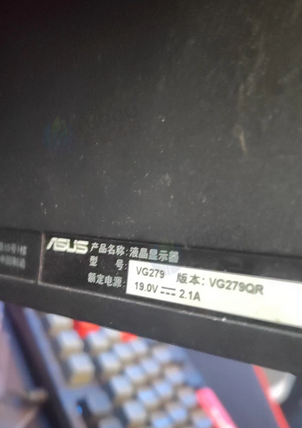 ASUS 产品名称: 液晶显示器
型 号: VG279 版本: VG279QR
额定电源: 19.0V 2.1A